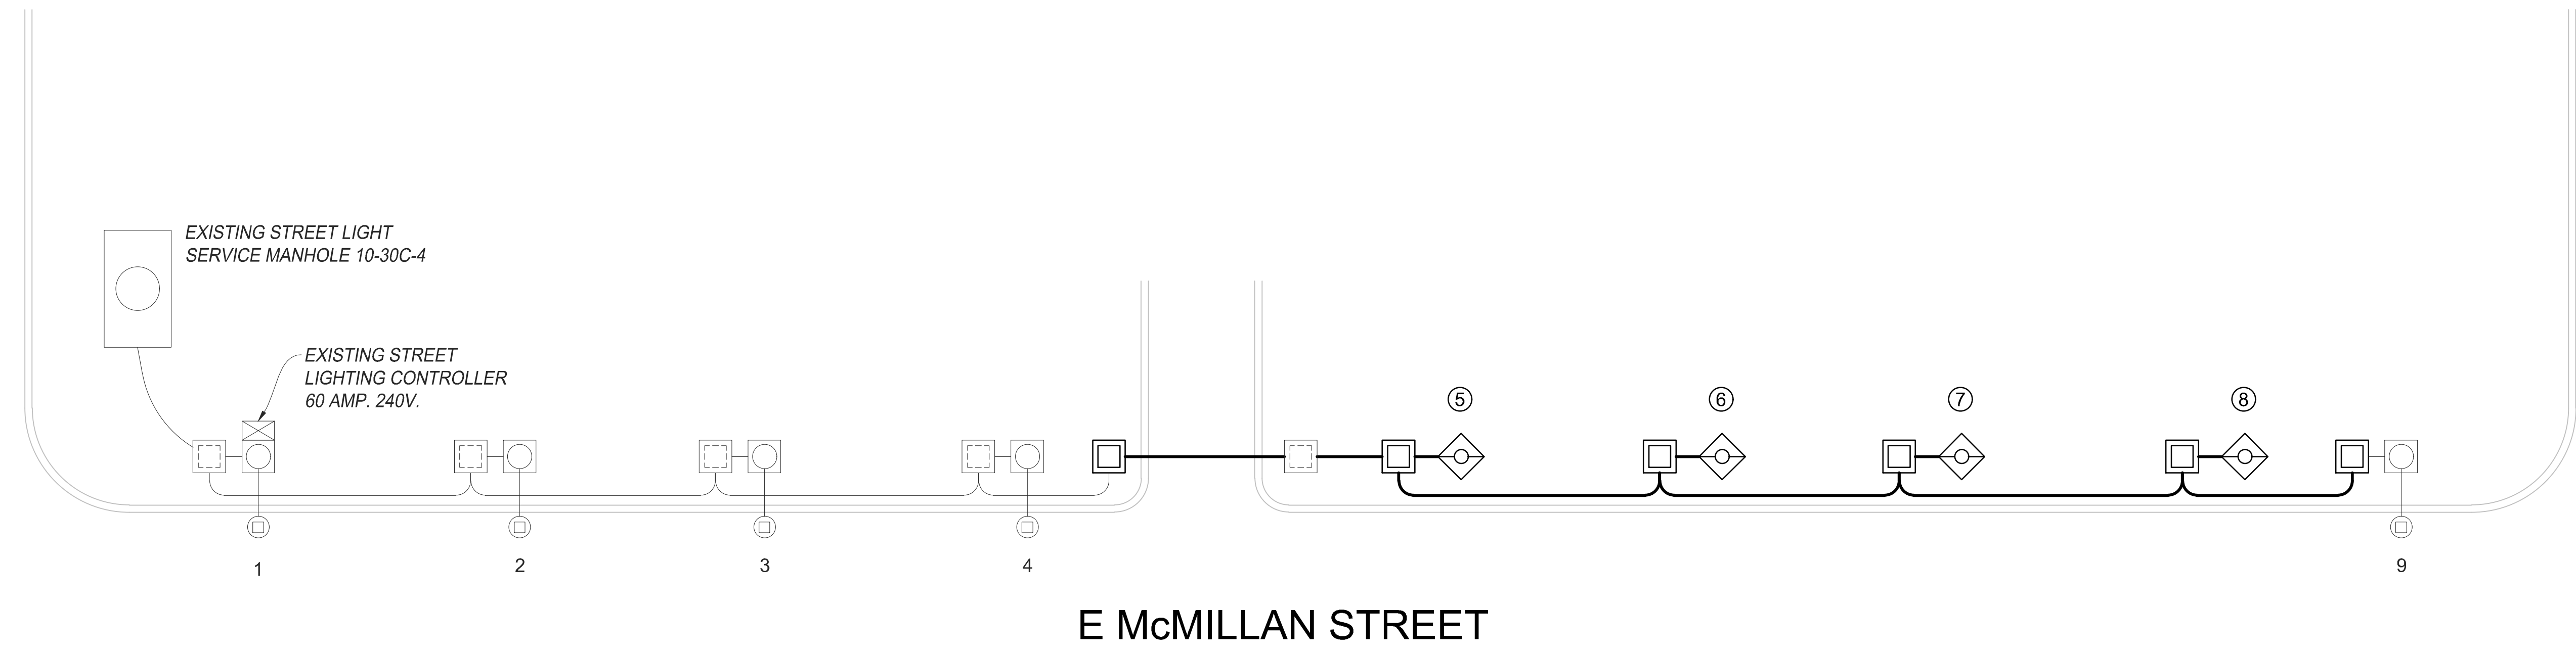 EXISTING STREET LIGHT
SERVICE MANHOLE 10-30C-4
EXISTING STREET
LIGHTING CONTROLLER
60 AMP. 240V.
5 6 7 8
1 2 3 4 9
E McMILLAN STREET